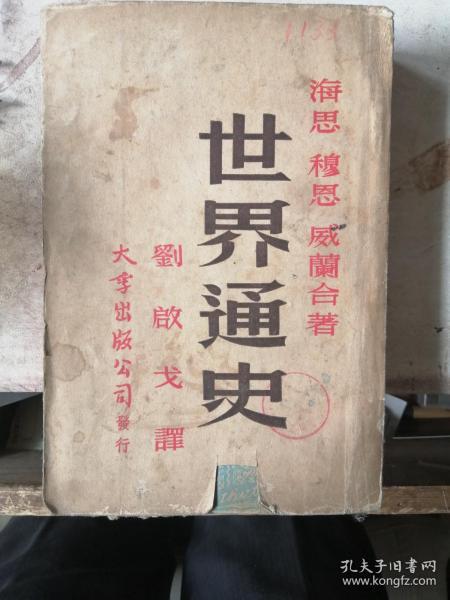 1133
海思 穆恩 威蘭合著
世界通史
劉啟戈譯
大孚出版公司發行
孔夫子旧书网
www.kongfz.com